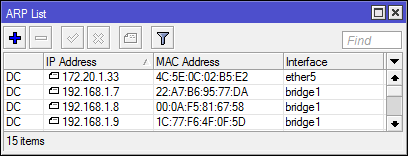 ARP List
Find
IP Address MAC Address Interface
DC 172.20.1.33 4C:5E:0C:02:B5:E2 ether5
DC 192.168.1.7 22:A7:B6:95:77:DA bridge1
DC 192.168.1.8 00:0A:F5:81:67:58 bridge1
DC 192.168.1.9 1C:77:F6:4F:0F:5D bridge1
15 items